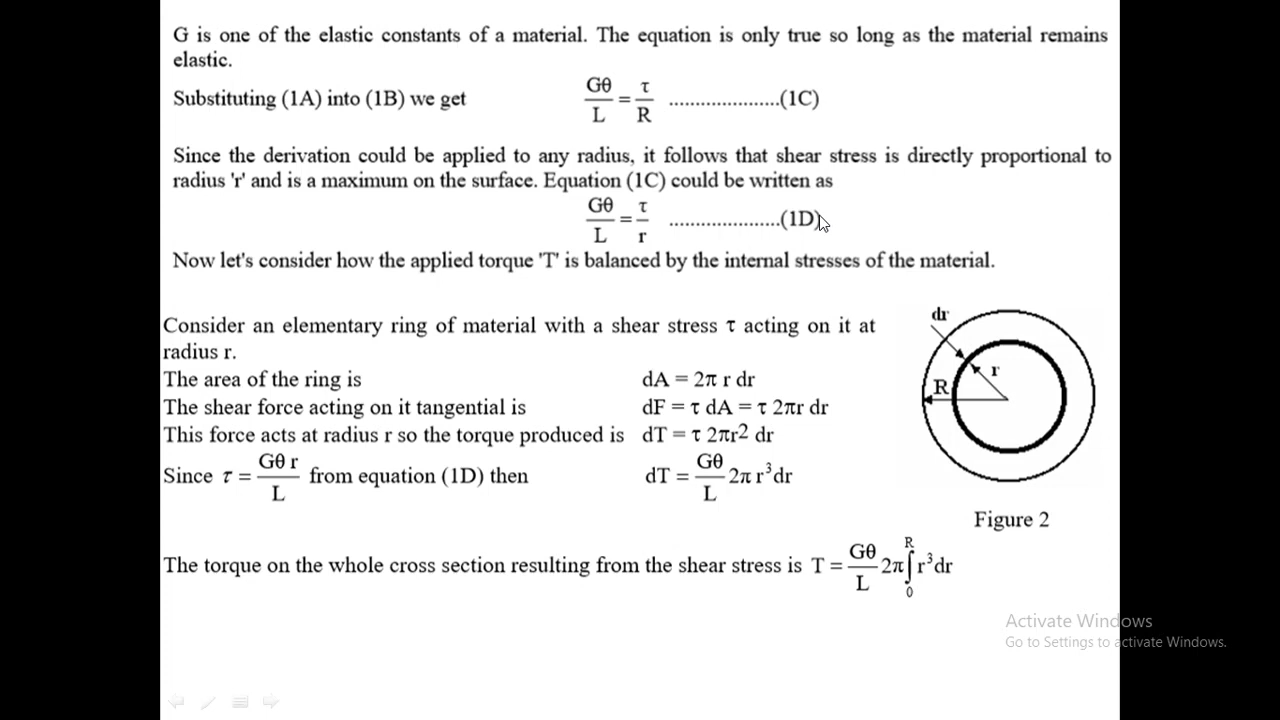 G is one of the elastic constants of a material. The equation is only true so long as the material remains
elastic.
Substituting (1A) into (1B) we get Gθ/L = τ/R .....................(1C)
Since the derivation could be applied to any radius, it follows that shear stress is directly proportional to
radius 'r' and is a maximum on the surface. Equation (1C) could be written as
Gθ/L = τ/r .....................(1D)
Now let's consider how the applied torque 'T' is balanced by the internal stresses of the material.
Consider an elementary ring of material with a shear stress τ acting on it at
radius r.
The area of the ring is dA = 2π r dr
The shear force acting on it tangential is dF = τ dA = τ 2πr dr
This force acts at radius r so the torque produced is dT = τ 2πr² dr
Since τ = Gθ r/L from equation (1D) then dT = Gθ/L 2π r³dr
dr
r
R
Figure 2
The torque on the whole cross section resulting from the shear stress is T = Gθ/L 2π ∫₀ᴿ r³dr
Activate Windows
Go to Settings to activate Windows.